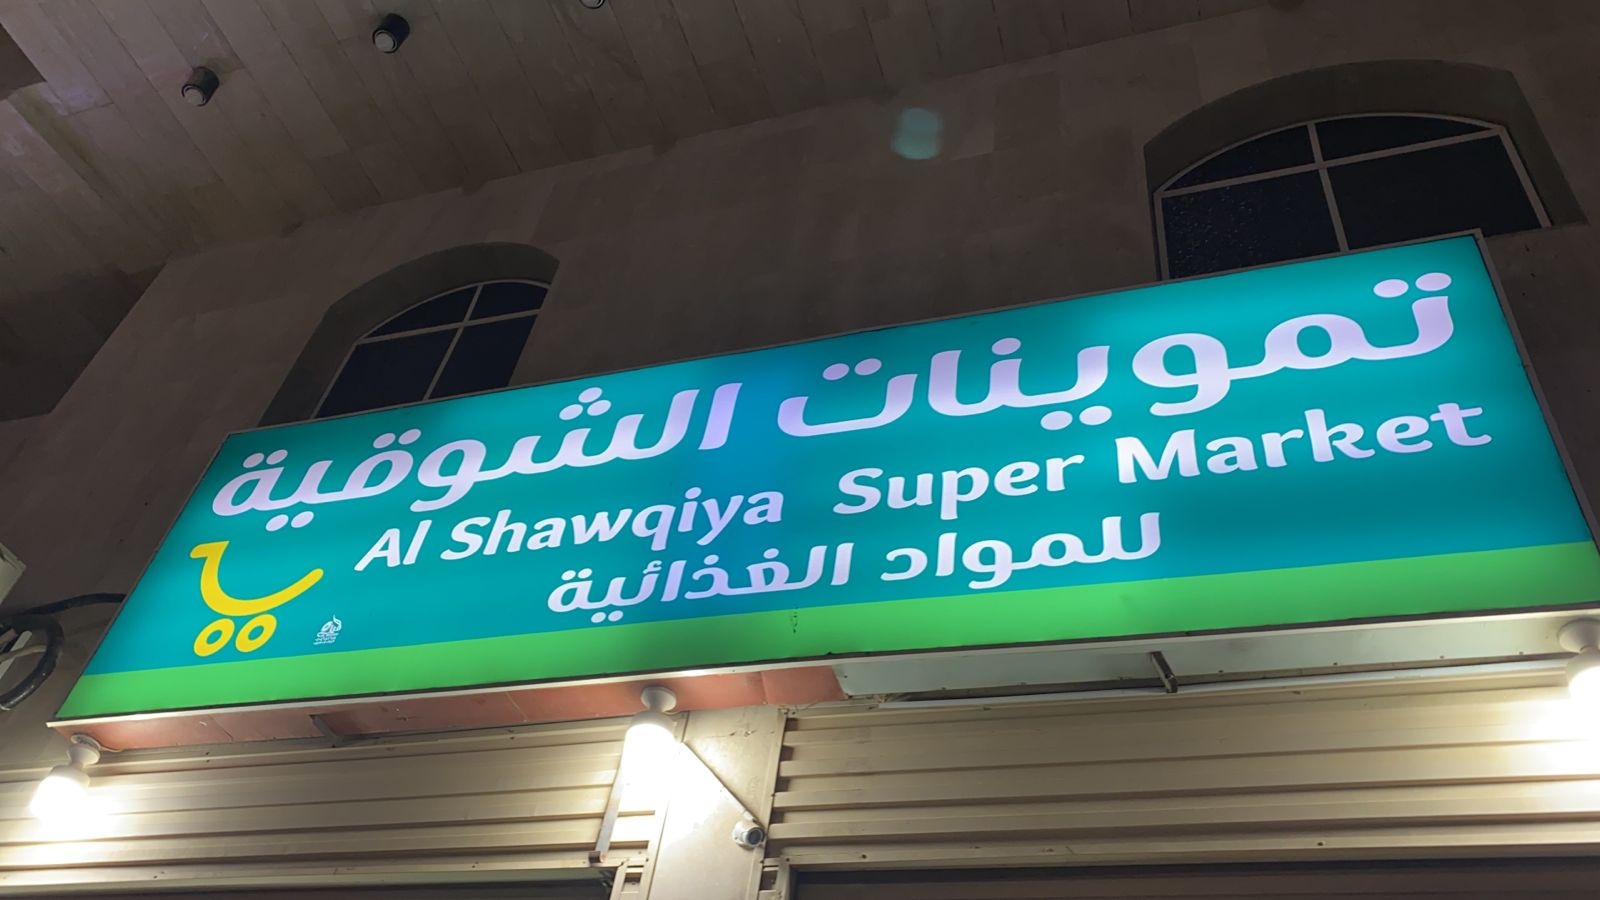 تموينات الشوقية
Al Shawqiya Super Market
للمواد الغذائية